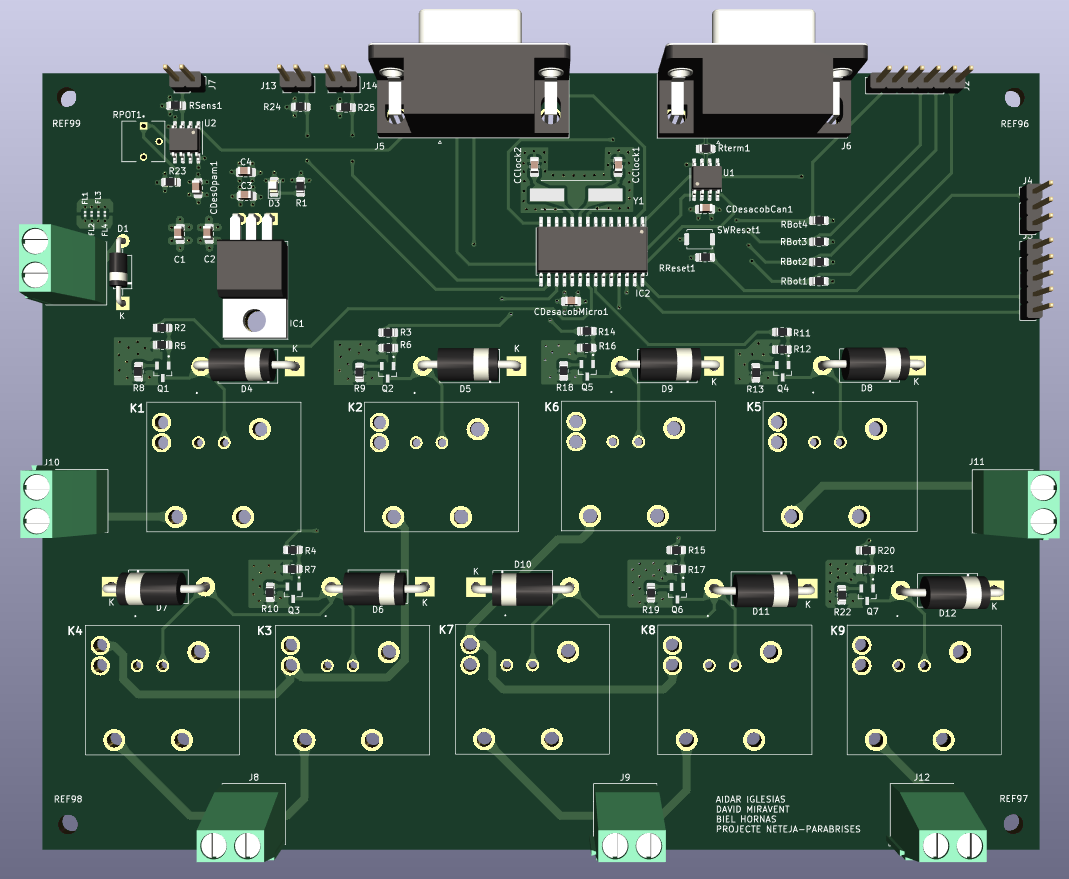 J7
J13
J14
J2
REF99
RSens1
R24
R25
RPOT1
U2
J5
J6
REF96
CClock2
CClock1
Rterm1
R23
CDesOpam1
C4
C3
D3
R1
U1
Y1
J4
FL1
FL3
FL2
FL4
D1
K
C1
C2
CDesacobCan1
SWReset1
RBot4
RBot3
RBot2
RBot1
RReset1
IC2
CDesacobMicro1
IC1
R2
R5
R8
Q1
D4
K
R3
R6
R9
Q2
D5
K
R14
R16
R18
Q5
D9
K
R11
R12
R13
Q4
D8
K
K1
K2
K6
K5
J10
J11
R4
R7
R10
Q3
D7
K
D6
K
D10
K
R15
R17
R19
Q6
D11
K
R20
R21
R22
Q7
D12
K
K4
K3
K7
K8
K9
J8
J9
J12
REF98
REF97
AIDAR IGLESIAS
DAVID MIRAVENT
BIEL HORNAS
PROJECTE NETEJA-PARABRISES